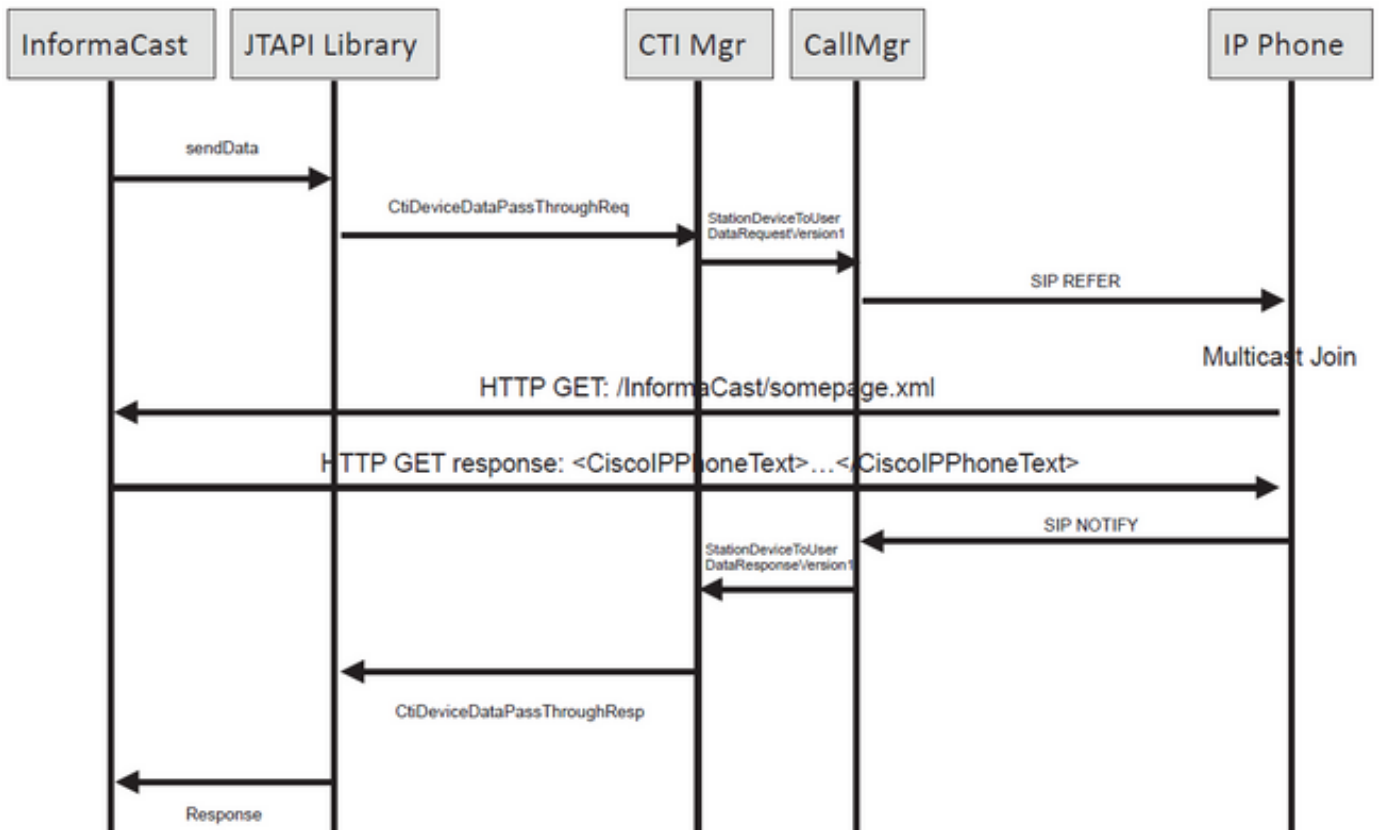 InformaCast
JTAPI Library
CTI Mgr
CallMgr
IP Phone
sendData
CtiDeviceDataPassThroughReq
StationDeviceToUser
DataRequestVersion1
SIP REFER
Multicast Join
HTTP GET: /InformaCast/somepage.xml
HTTP GET response: <CiscoIPPhoneText>...</CiscoIPPhoneText>
SIP NOTIFY
StationDeviceToUser
DataResponseVersion1
CtiDeviceDataPassThroughResp
Response